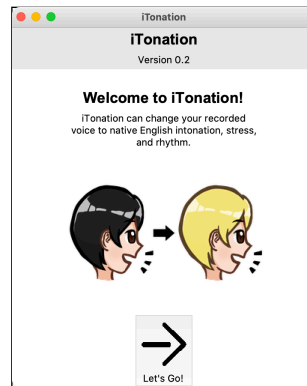 iTonation
iTonation
Version 0.2
Welcome to iTonation!
iTonation can change your recorded
voice to native English intonation, stress,
and rhythm.
Let's Go!